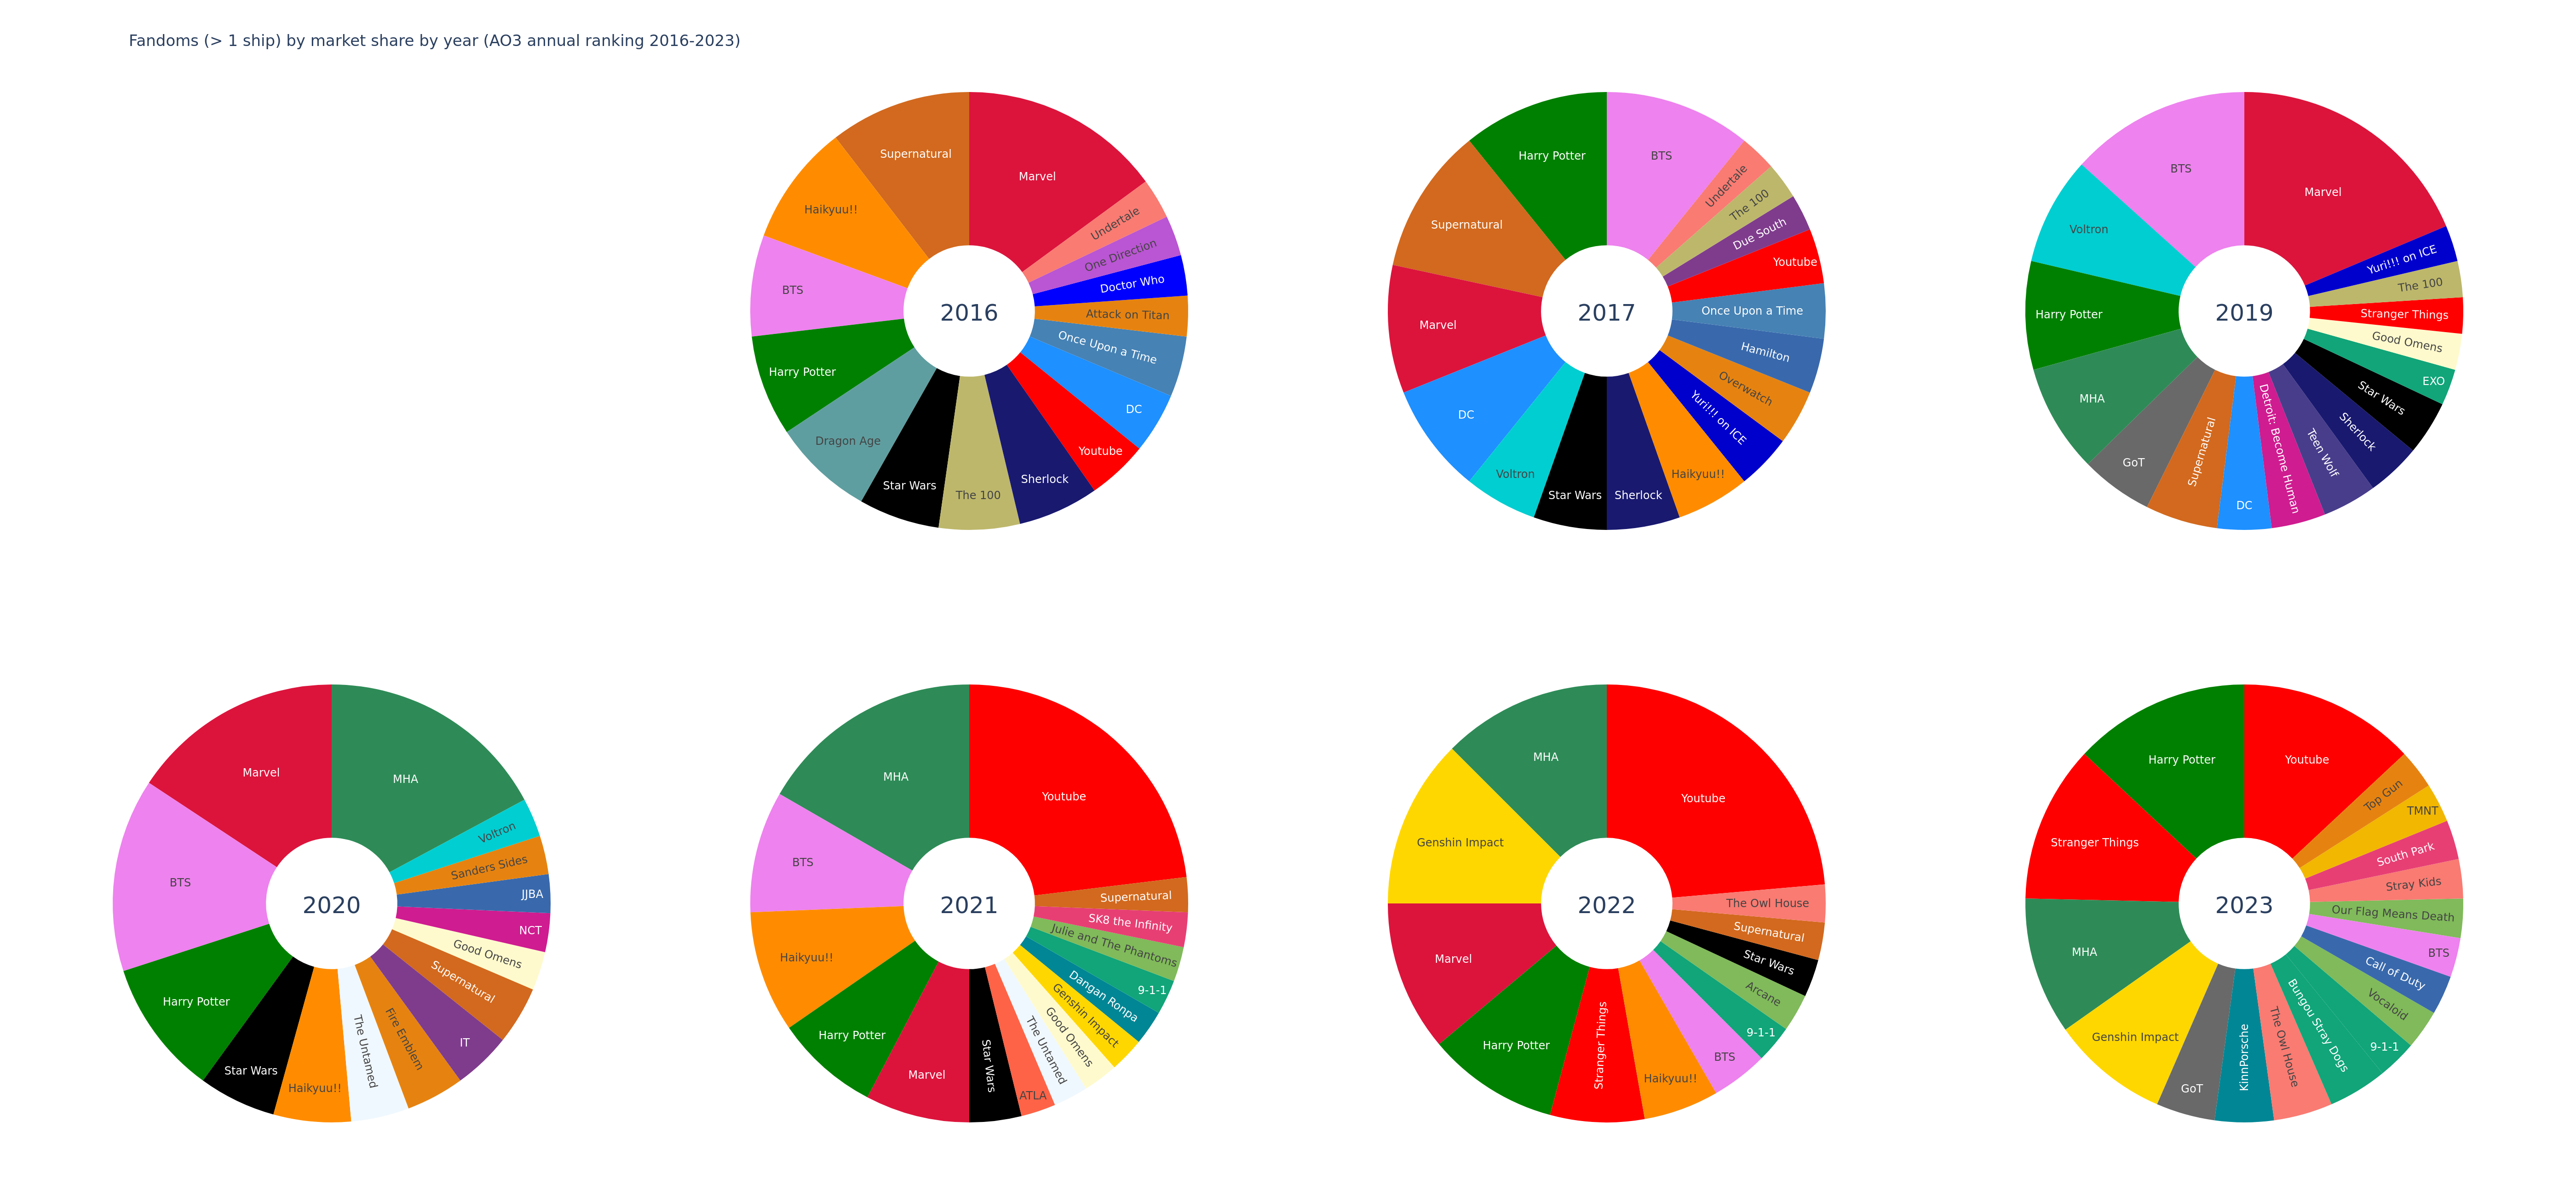 Fandoms (> 1 ship) by market share by year (AO3 annual ranking 2016-2023)
2016
Marvel
Undertale
One Direction
Doctor Who
Attack on Titan
Once Upon a Time
DC
Youtube
Sherlock
The 100
Star Wars
Dragon Age
Harry Potter
BTS
Haikyuu!!
Supernatural
2017
BTS
Undertale
The 100
Due South
Youtube
Once Upon a Time
Hamilton
Overwatch
Yuri!!! on ICE
Haikyuu!!
Sherlock
Star Wars
Voltron
DC
Marvel
Supernatural
Harry Potter
2019
Marvel
Yuri!!! on ICE
The 100
Stranger Things
Good Omens
EXO
Star Wars
Sherlock
Teen Wolf
Detroit: Become Human
DC
Supernatural
GoT
MHA
Harry Potter
Voltron
BTS
2020
MHA
Voltron
Sanders Sides
JJBA
NCT
Good Omens
Supernatural
IT
Fire Emblem
The Untamed
Haikyuu!!
Star Wars
Harry Potter
BTS
Marvel
2021
Youtube
Supernatural
SK8 the Infinity
Julie and The Phantoms
9-1-1
Dangan Ronpa
Genshin Impact
Good Omens
The Untamed
ATLA
Star Wars
Marvel
Harry Potter
Haikyuu!!
BTS
MHA
2022
Youtube
The Owl House
Supernatural
Star Wars
Arcane
9-1-1
BTS
Haikyuu!!
Stranger Things
Harry Potter
Marvel
Genshin Impact
MHA
2023
Youtube
Top Gun
TMNT
South Park
Stray Kids
Our Flag Means Death
BTS
Call of Duty
Vocaloid
9-1-1
Bungou Stray Dogs
The Owl House
KinnPorsche
GoT
Genshin Impact
MHA
Stranger Things
Harry Potter